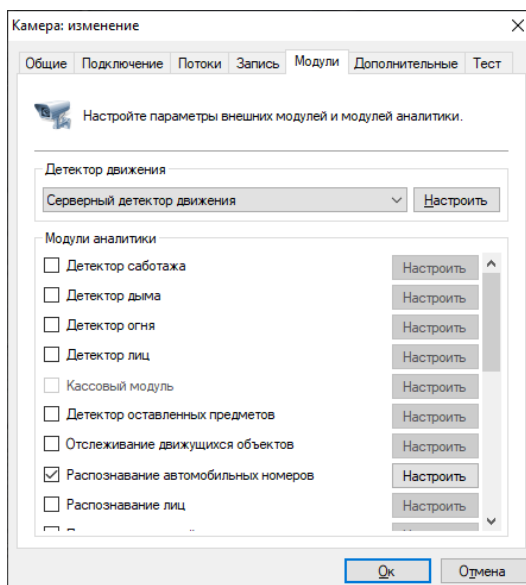 Камера: изменение
Общие Подключение Потоки Запись Модули Дополнительные Тест
Настройте параметры внешних модулей и модулей аналитики.
Детектор движения
Серверный детектор движения Настроить
Модули аналитики
Детектор саботажа Настроить
Детектор дыма Настроить
Детектор огня Настроить
Детектор лиц Настроить
Кассовый модуль Настроить
Детектор оставленных предметов Настроить
Отслеживание движущихся объектов Настроить
Распознавание автомобильных номеров Настроить
Распознавание лиц Настроить
Ок Отмена